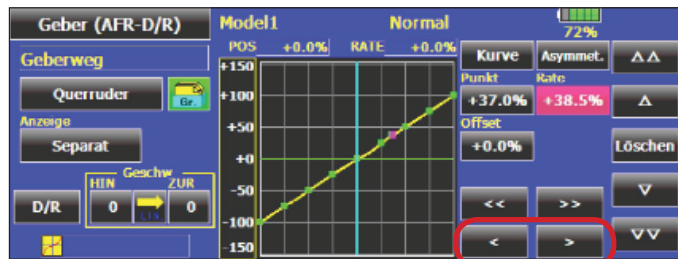 Geber (AFR-D/R)
Model1
Normal
72%
Geberweg
POS +0.0% RATE +0.0%
Kurve
Asymmet.
△△
Querruder
Gr.
Punkt
Rate
+37.0%
+38.5%
△
Anzeige
Separat
Offset
+0.0%
Löschen
Geschw
HIN
ZUR
D/R
0
0
+150
+100
+50
+0
-50
-100
-150
<<
>>
▽
<
>
▽▽